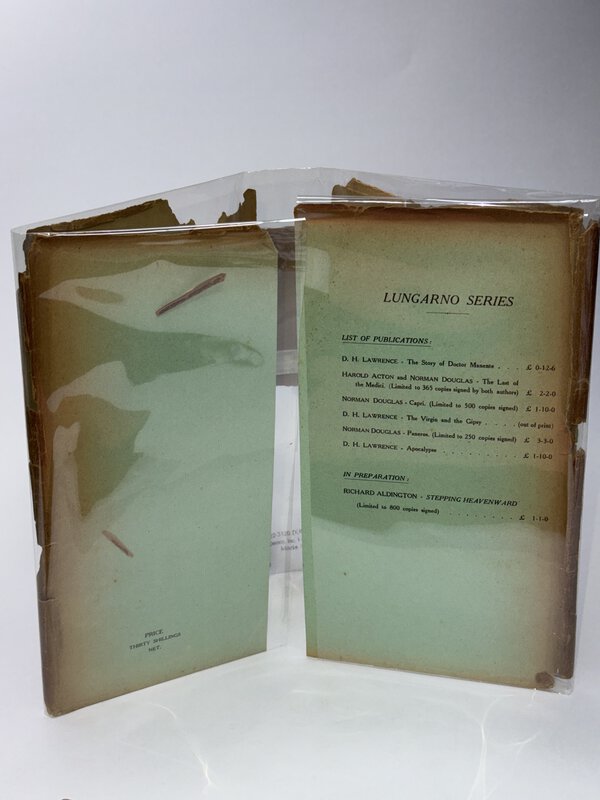 PRICE
THIRTY SHILLINGS
NET.
LUNGARNO SERIES
LIST OF PUBLICATIONS:
D. H. LAWRENCE - The Story of Doctor Manente . . . . £ 0-12-6
HAROLD ACTON and NORMAN DOUGLAS - The Last of
the Medici. (Limited to 365 copies signed by both authors) £ 2-2-0
NORMAN DOUGLAS - Capri. (Limited to 500 copies signed) £ 1-10-0
D. H. LAWRENCE - The Virgin and the Gipsy . . . . . (out of print)
NORMAN DOUGLAS - Paneros. (Limited to 250 copies signed) £ 3-3-0
D. H. LAWRENCE - Apocalypse . . . . . . . . . . . £ 1-10-0
IN PREPARATION:
RICHARD ALDINGTON - STEPPING HEAVENWARD
(Limited to 800 copies signed) . . . . . . . . . . £ 1-1-0